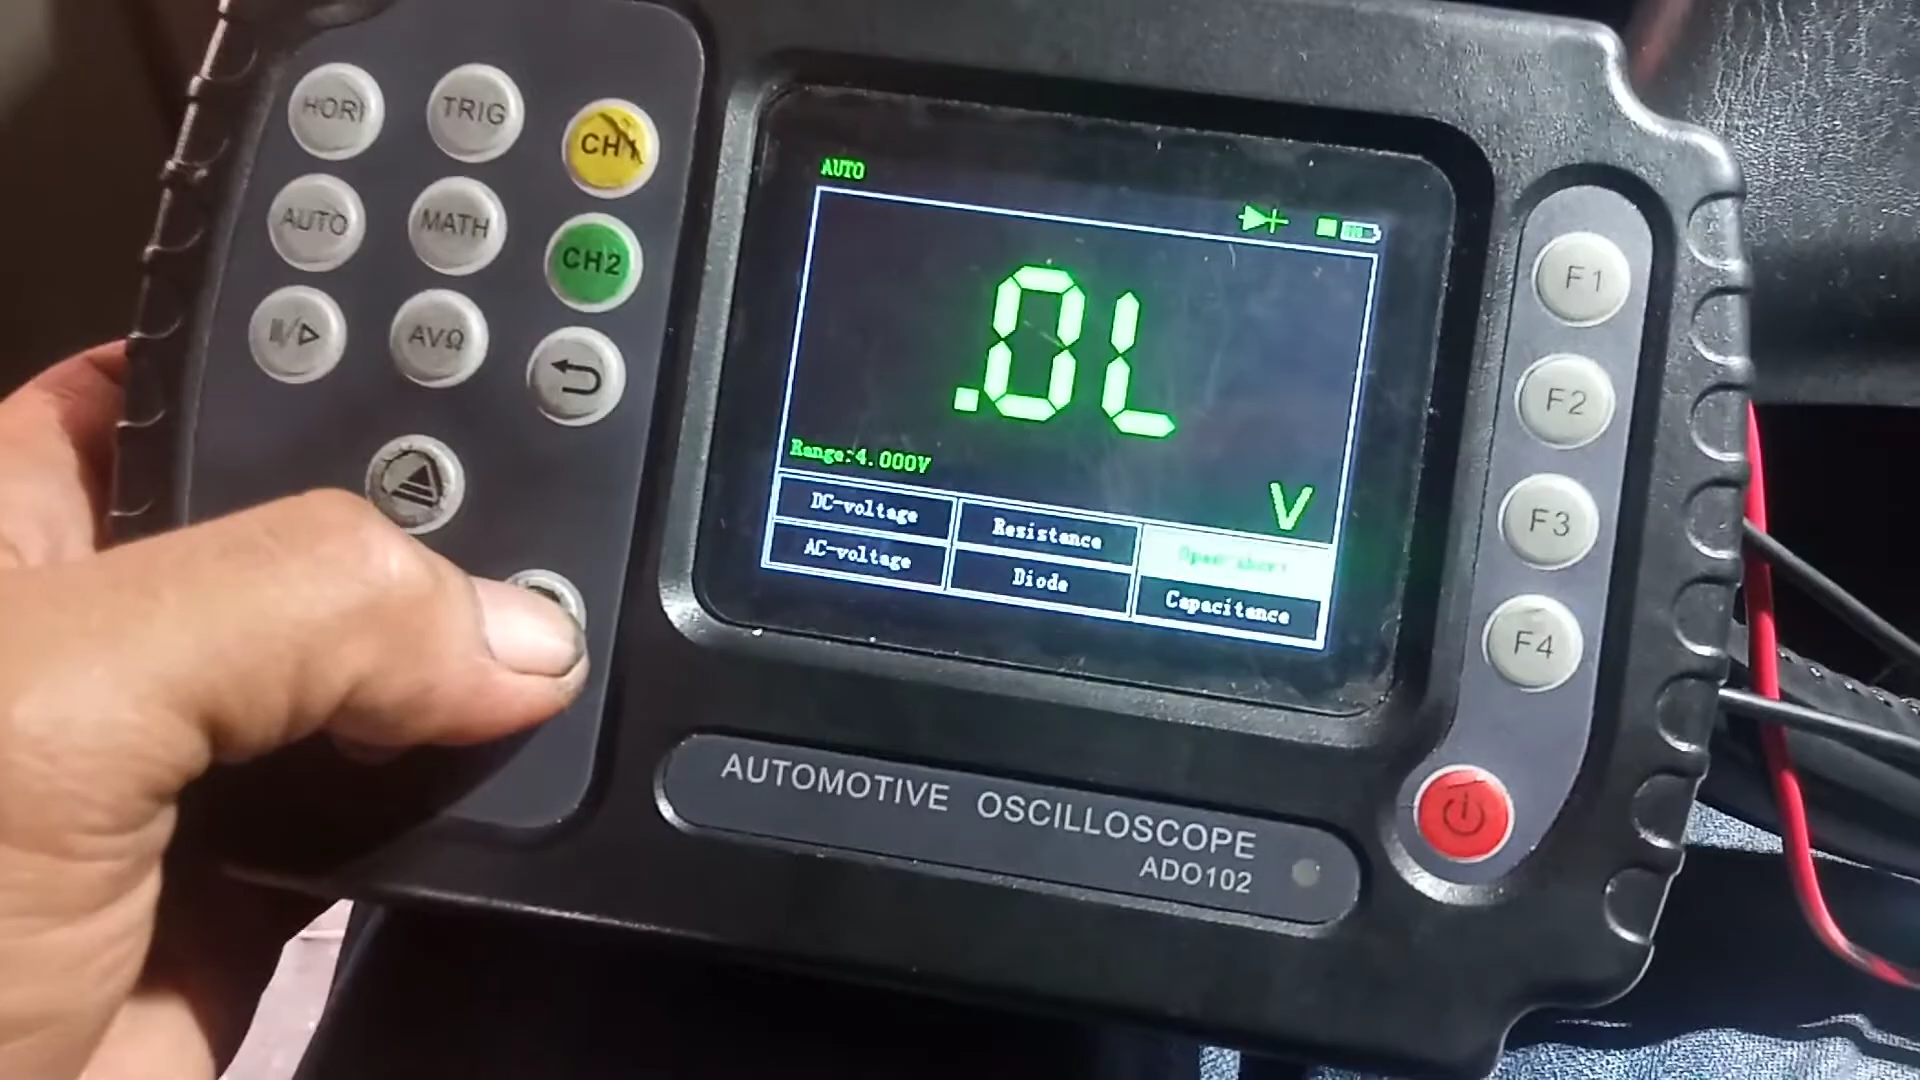 HORI
TRIG
CH1
AUTO
MATH
CH2
AVΩ
AUTO
.OL
Range:4.000V
V
DC-voltage
Resistance
AC-voltage
Diode
Capacitance
F1
F2
F3
F4
AUTOMOTIVE OSCILLOSCOPE
ADO102